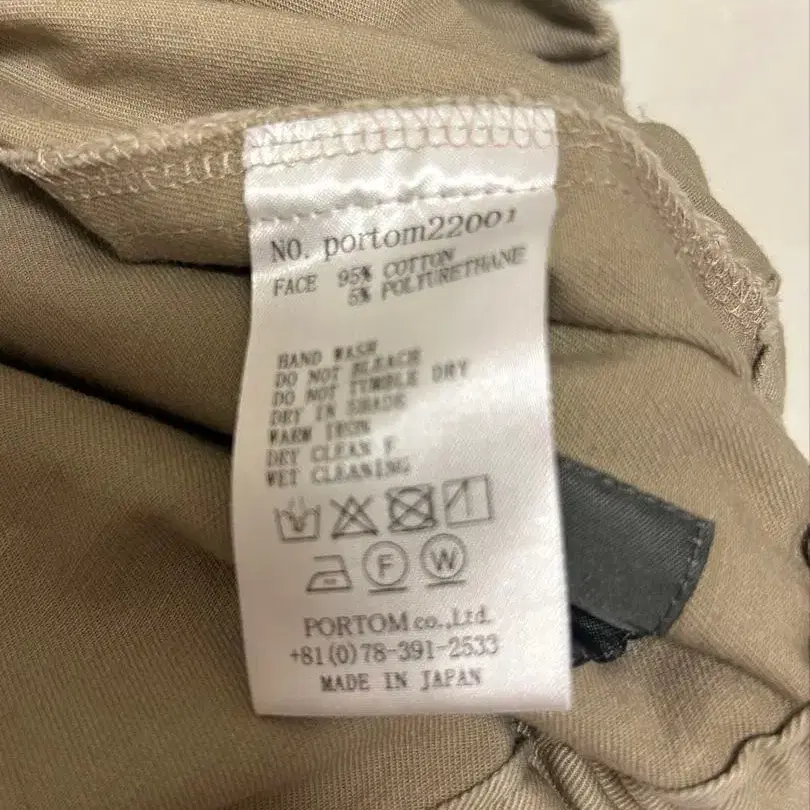 NO. portom22001
FACE 95% COTTON
5% POLYURETHANE
HAND WASH
DO NOT BLEACH
DO NOT TUMBLE DRY
DRY IN SHADE
WARM IRON
DRY CLEAN F
WET CLEANING
F W
PORTOM co.,Ltd.
+81(0)78-391-2533
MADE IN JAPAN